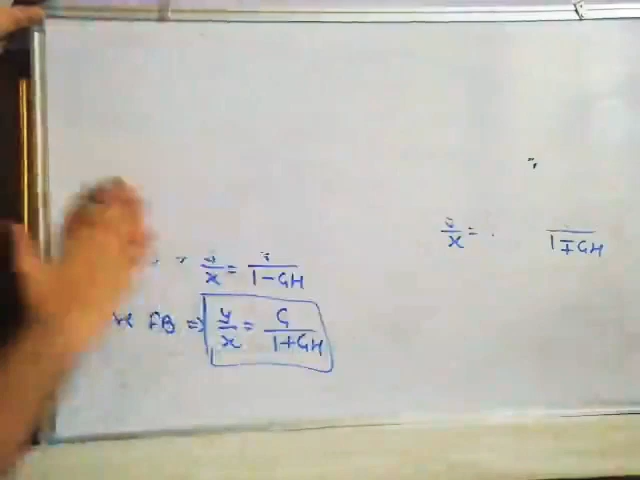 /X = 1-GH
FB ⇒ y/x = G/(1+GH)
/X = 1∓GH